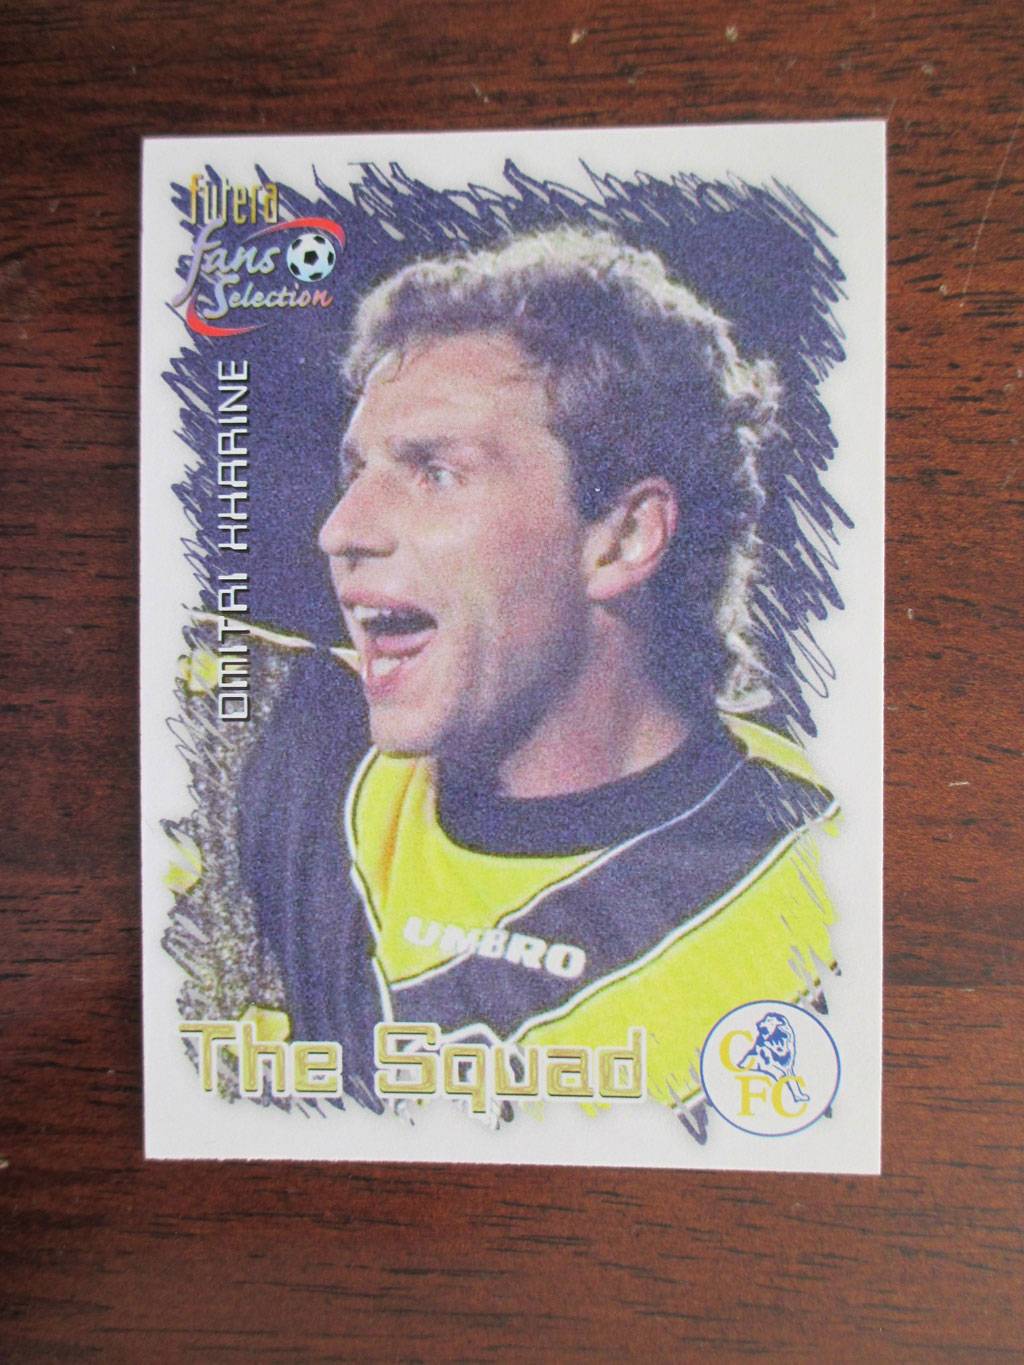 futera
fans
Selection
DMITRI KHARINE
UMBRO
The Squad
CFC